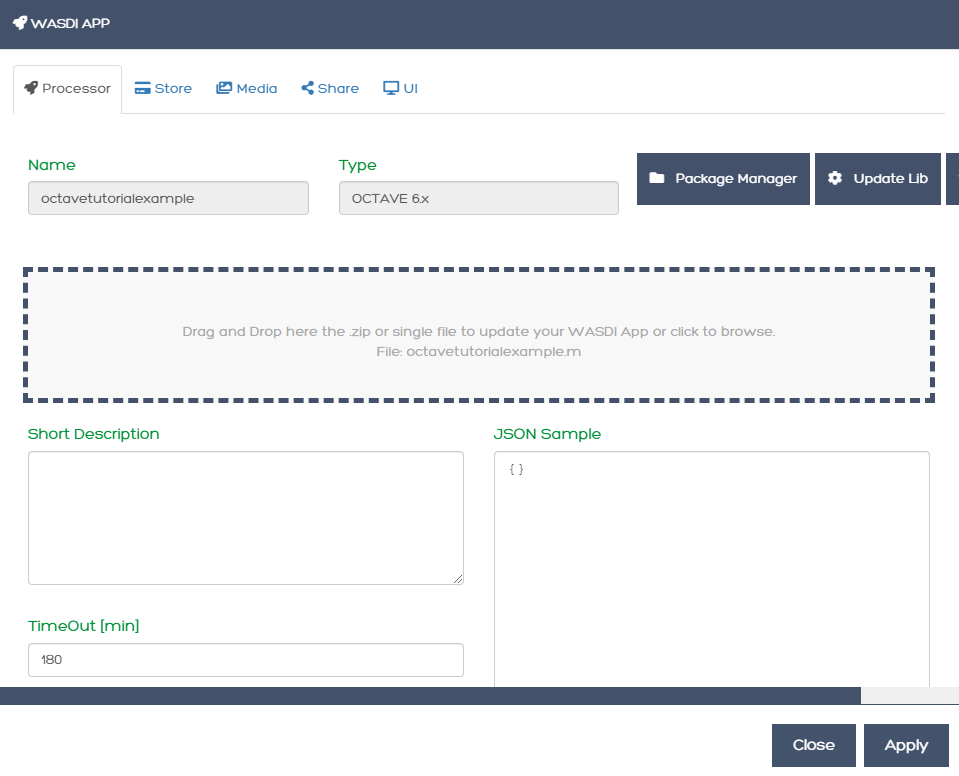 WASDI APP
Processor Store Media Share UI
Name Type
Package Manager Update Lib
octavetutorialexample OCTAVE 6.x
Drag and Drop here the .zip or single file to update your WASDI App or click to browse.
File: octavetutorialexample.m
Short Description JSON Sample
{ }
TimeOut [min]
180
Close Apply